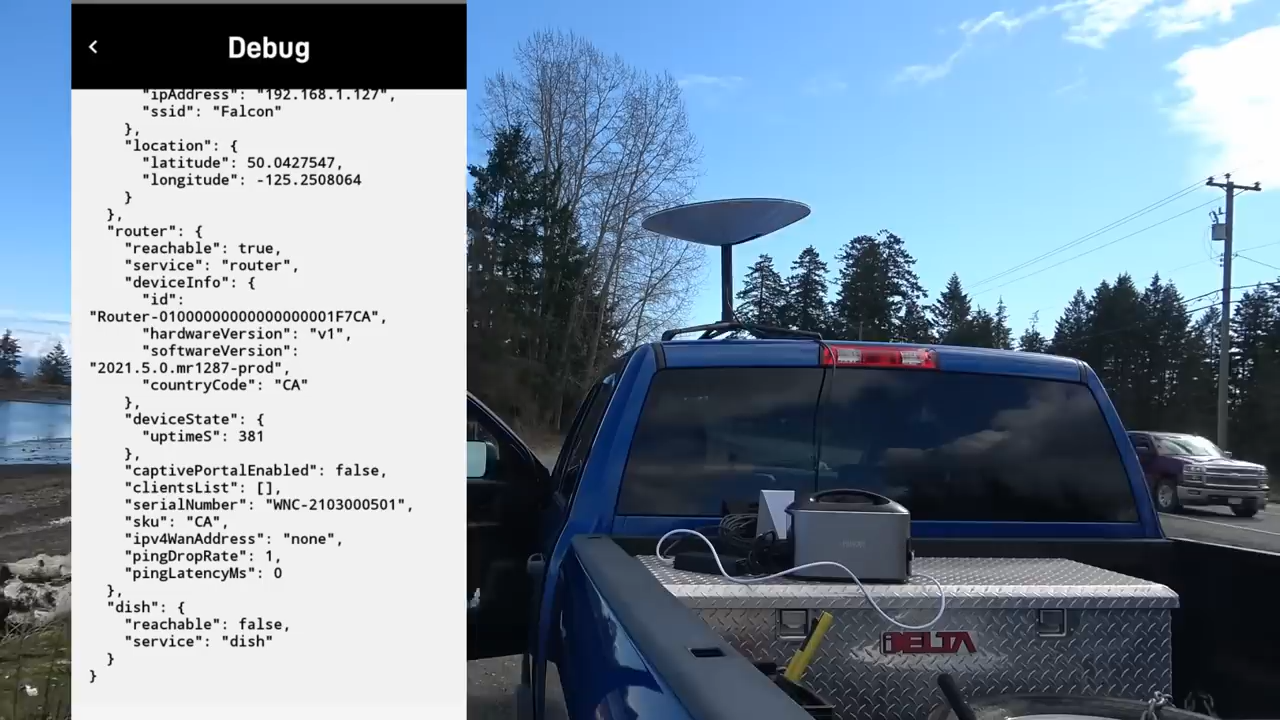 Debug
"ipAddress": "192.168.1.127",
"ssid": "Falcon"
},
"location": {
"latitude": 50.0427547,
"longitude": -125.2508064
}
},
"router": {
"reachable": true,
"service": "router",
"deviceInfo": {
"id":
"Router-0100000000000000001F7CA",
"hardwareVersion": "v1",
"softwareVersion":
"2021.5.0.mr1287-prod",
"countryCode": "CA"
},
"deviceState": {
"uptimeS": 381
},
"captivePortalEnabled": false,
"clientsList": [],
"serialNumber": "WNC-2103000501",
"sku": "CA",
"ipv4WanAddress": "none",
"pingDropRate": 1,
"pingLatencyMs": 0
},
"dish": {
"reachable": false,
"service": "dish"
}
}
DELTA